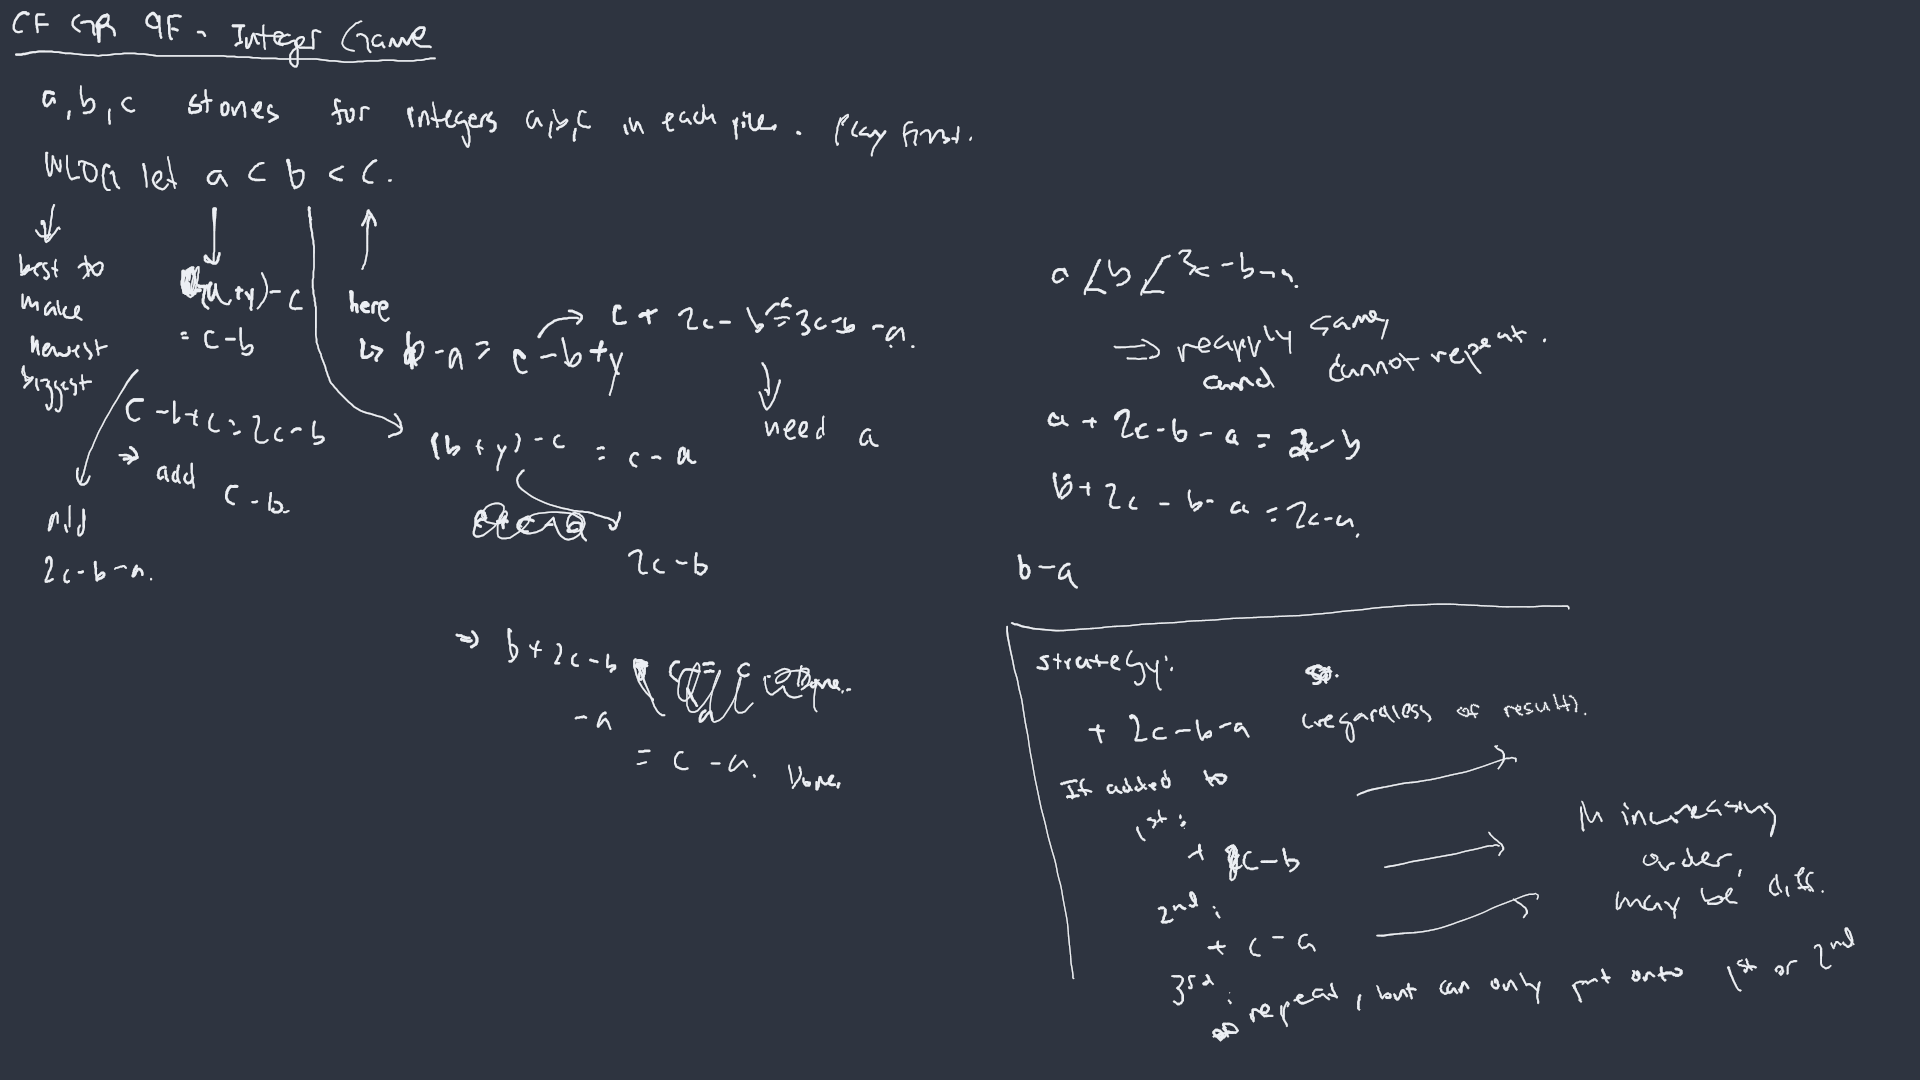 CF GR 9F - Integer Game
a, b, c stones for integers a,b,c in each pile. Play first.
WLOG let a < b < c.
best to
make
newest
biggest
(a+y) - c
= c - b
c - b + c = 2c - b
⇒ add c - b
add
2c - b - a.
here
↳ b - a = c - b + y
c + 2c - b - a = 3c - b - a.
need a
(b + y) - c = c - a
2c - b
⇒ b + 2c - b
- a
= c - a. Done.
a < b < 3c - b - a.
⇒ reapply same,
and cannot repeat.
a + 2c - b - a = 2c - b
b + 2c - b - a = 2c - a.
b - a
strategy:
+ 2c - b - a (regardless of result).
If added to
1st:
+ c - b
2nd:
+ c - a
3rd:
repeat, but can only put onto 1st or 2nd
In increasing
order,
may be diff.